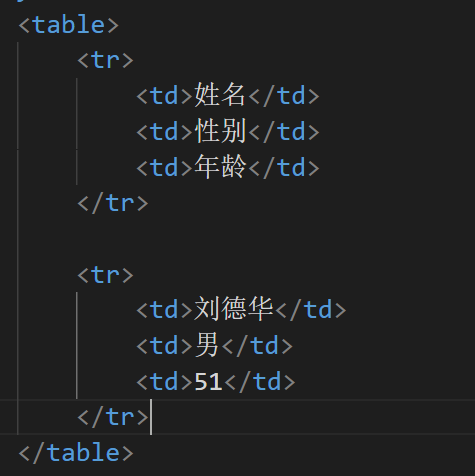 <table>
<tr>
<td>姓名</td>
<td>性别</td>
<td>年龄</td>
</tr>
<tr>
<td>刘德华</td>
<td>男</td>
<td>51</td>
</tr>
</table>